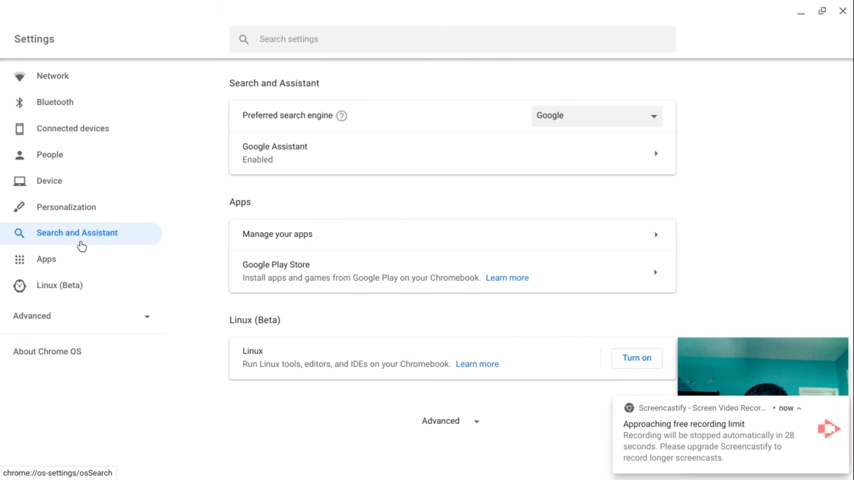 Settings
Search settings
Network
Bluetooth
Connected devices
People
Device
Personalization
Search and Assistant
Apps
Linux (Beta)
Advanced
About Chrome OS
Search and Assistant
Preferred search engine ?
Google
Google Assistant
Enabled
Apps
Manage your apps
Google Play Store
Install apps and games from Google Play on your Chromebook. Learn more
Linux (Beta)
Linux
Run Linux tools, editors, and IDEs on your Chromebook. Learn more
Turn on
Advanced
Screencastify - Screen Video Recor... • now
Approaching free recording limit
Recording will be stopped automatically in 28
seconds. Please upgrade Screencastify to
record longer screencasts.
chrome://os-settings/osSearch